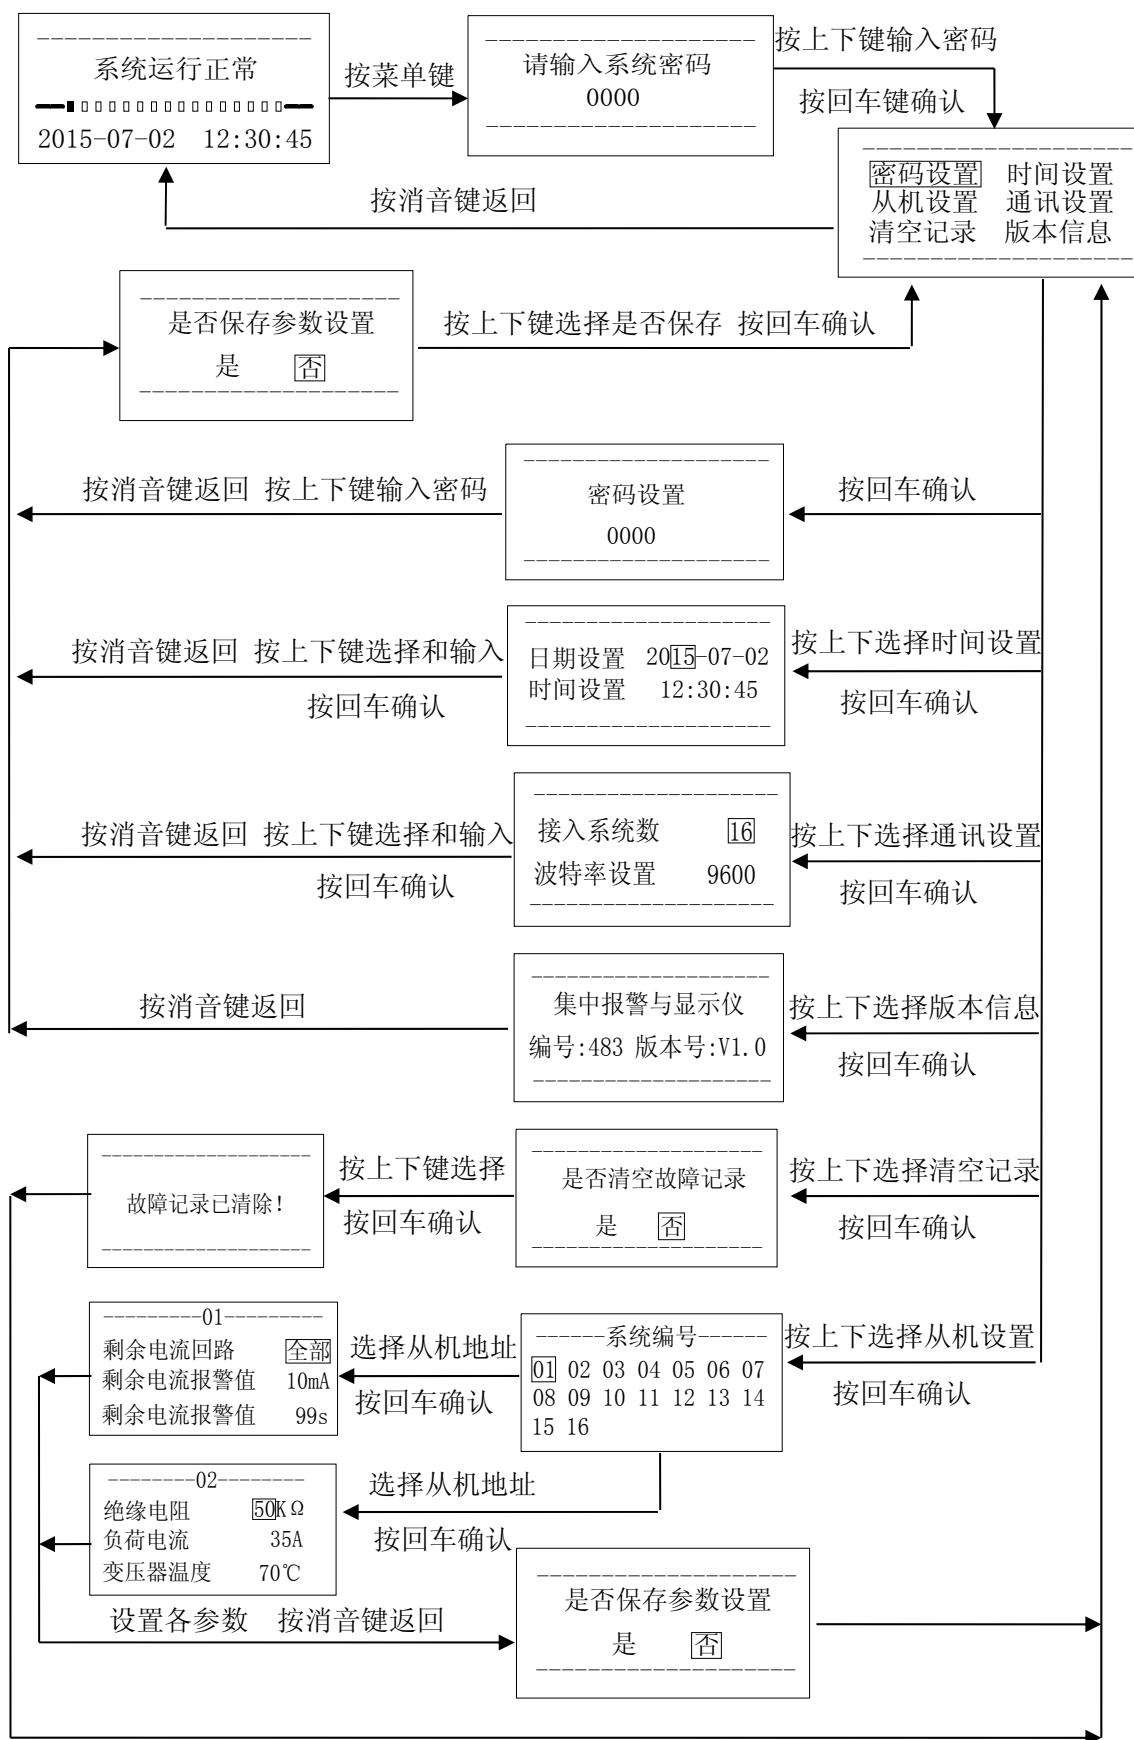 系统运行正常
2015-07-02 12:30:45
按菜单键
请输入系统密码
0000
按上下键输入密码
按回车键确认
密码设置 时间设置
从机设置 通讯设置
清空记录 版本信息
按消音键返回
是否保存参数设置
是 否
按上下键选择是否保存 按回车确认
按消音键返回 按上下键输入密码
密码设置
0000
按回车确认
按消音键返回 按上下键选择和输入
按回车确认
日期设置 2015-07-02
时间设置 12:30:45
按上下选择时间设置
按回车确认
按消音键返回 按上下键选择和输入
按回车确认
接入系统数 16
波特率设置 9600
按上下选择通讯设置
按回车确认
按消音键返回
集中报警与显示仪
编号:483 版本号:V1.0
按上下选择版本信息
按回车确认
故障记录已清除!
按上下键选择
按回车确认
是否清空故障记录
是 否
按上下选择清空记录
按回车确认
---------01---------
剩余电流回路 全部
剩余电流报警值 10mA
剩余电流报警值 99s
选择从机地址
按回车确认
------系统编号------
01 02 03 04 05 06 07
08 09 10 11 12 13 14
15 16
按上下选择从机设置
按回车确认
--------02--------
绝缘电阻 50KΩ
负荷电流 35A
变压器温度 70℃
选择从机地址
按回车确认
设置各参数 按消音键返回
是否保存参数设置
是 否